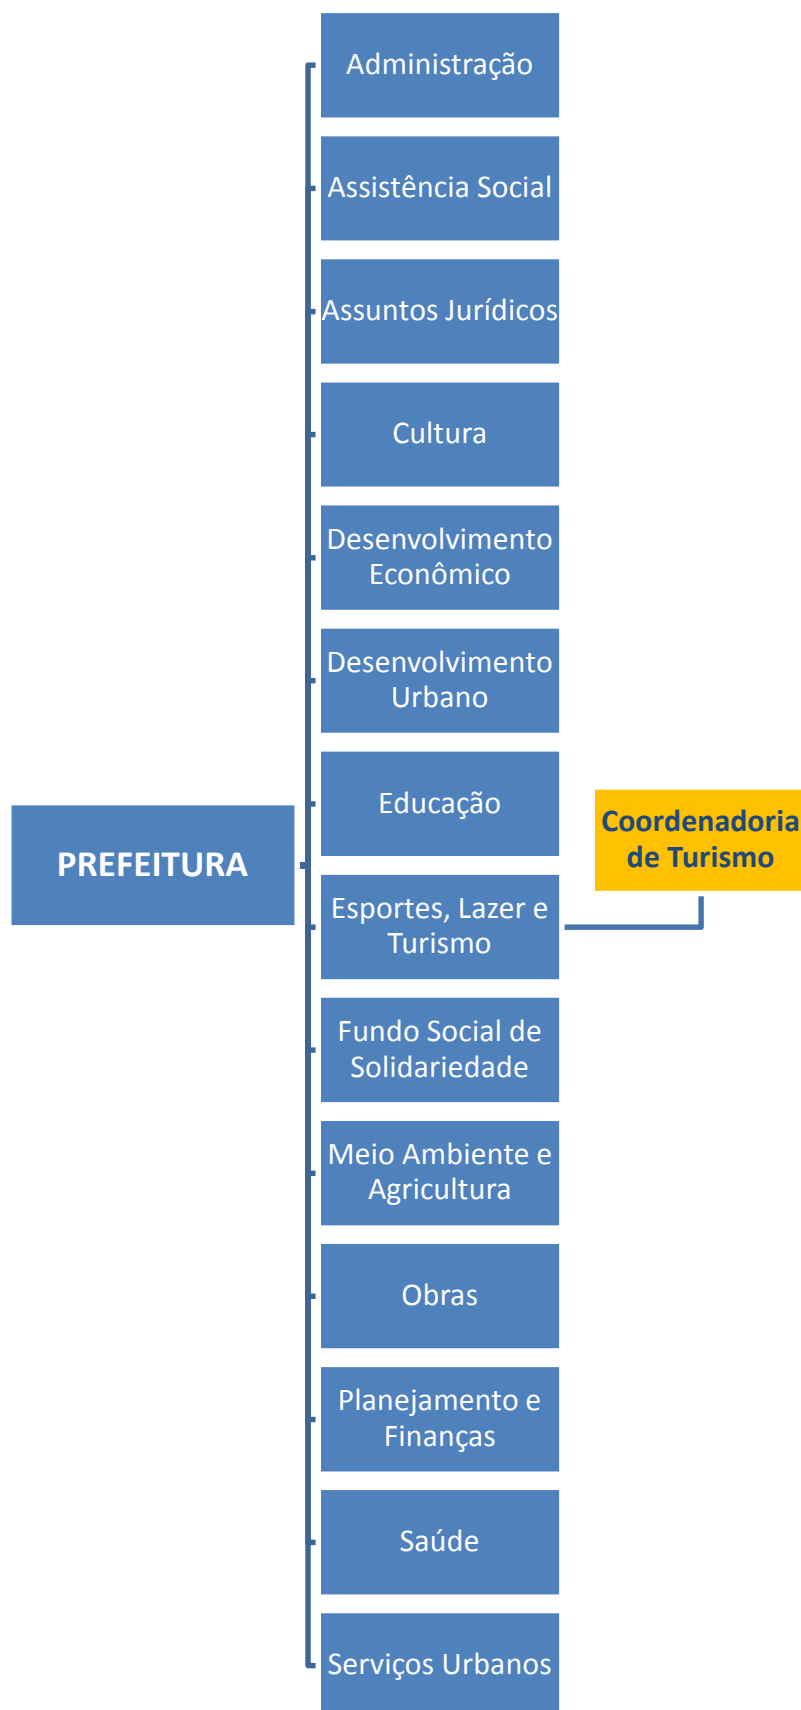 Administração
Assistência Social
Assuntos Jurídicos
Cultura
Desenvolvimento
Econômico
Desenvolvimento
Urbano
Educação
Coordenadoria
de Turismo
PREFEITURA
Esportes, Lazer e
Turismo
Fundo Social de
Solidariedade
Meio Ambiente e
Agricultura
Obras
Planejamento e
Finanças
Saúde
Serviços Urbanos